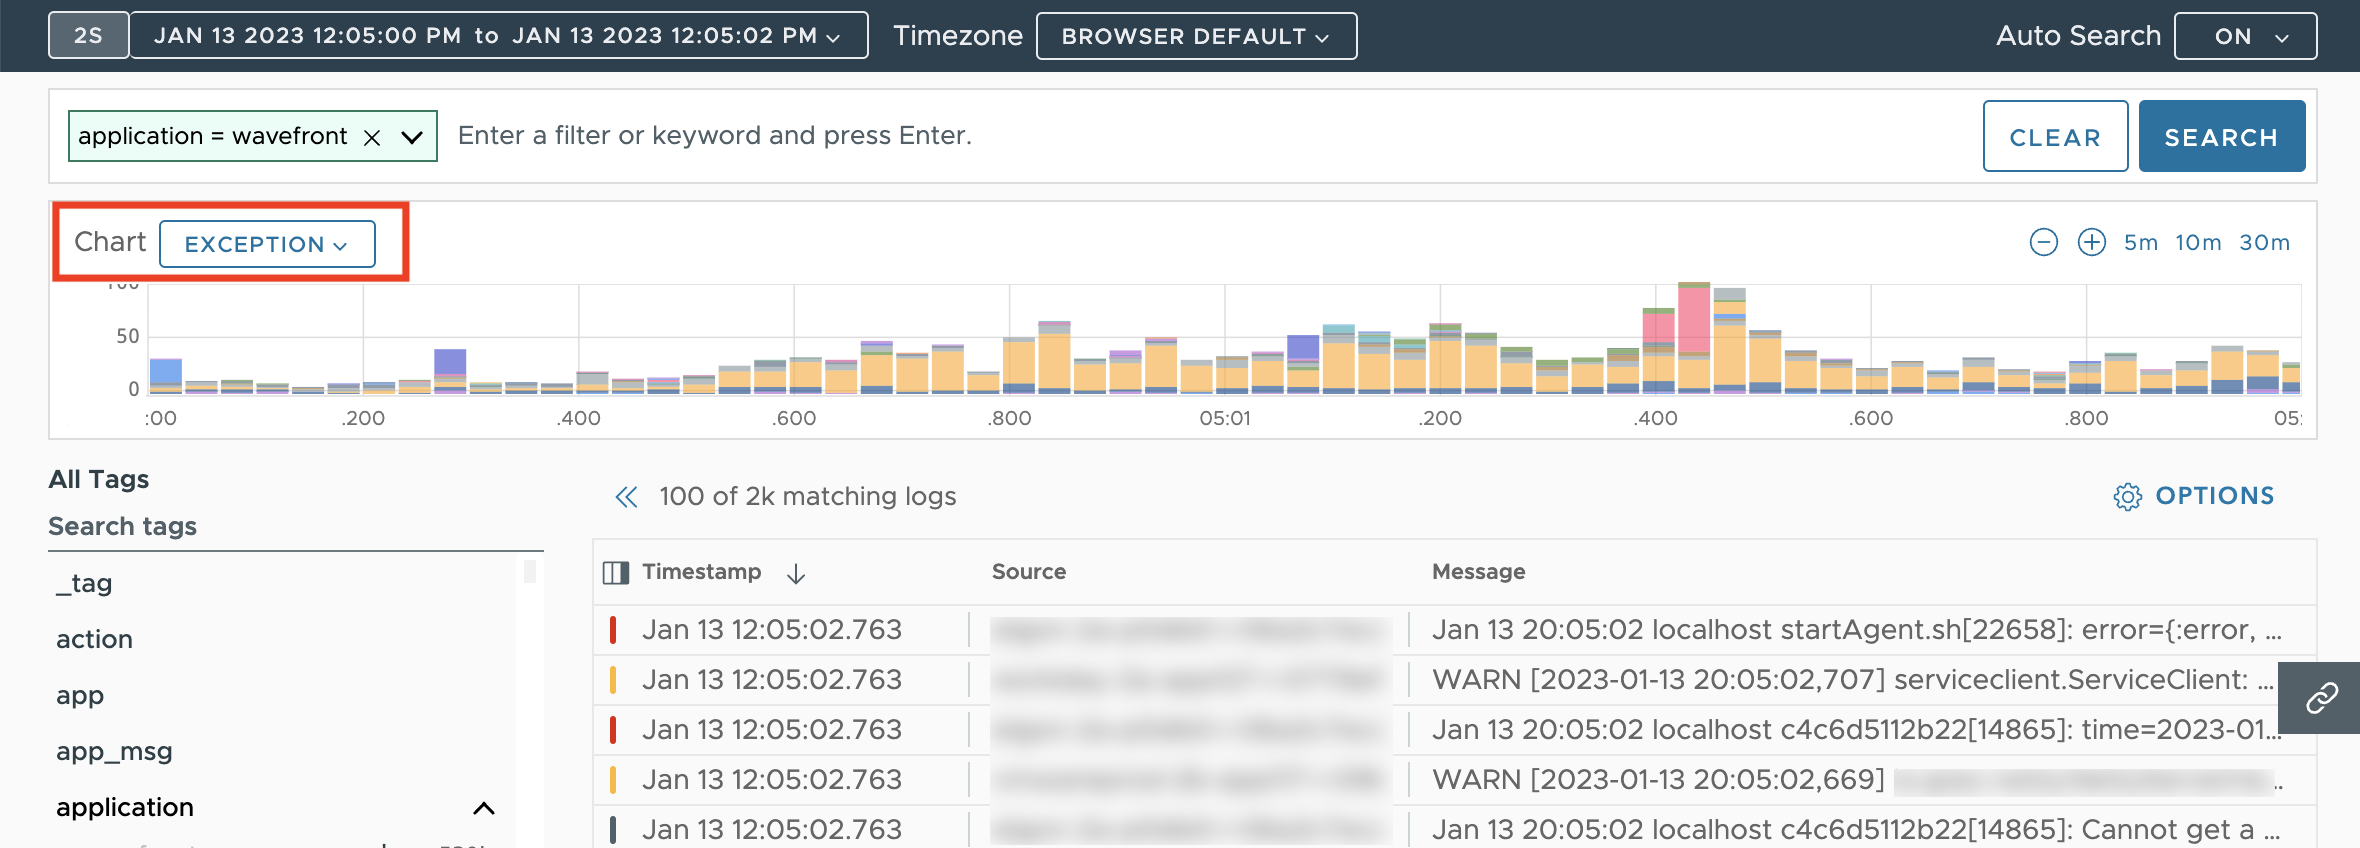 2S JAN 13 2023 12:05:00 PM to JAN 13 2023 12:05:02 PM Timezone BROWSER DEFAULT Auto Search ON
application = wavefront Enter a filter or keyword and press Enter. CLEAR SEARCH
Chart EXCEPTION 5m 10m 30m
100
50
0
:00 .200 .400 .600 .800 05:01 .200 .400 .600 .800 05:
All Tags
100 of 2k matching logs OPTIONS
Search tags
Timestamp Source Message
_tag
Jan 13 12:05:02.763 Jan 13 20:05:02 localhost startAgent.sh[22658]: error={:error, ...
action
Jan 13 12:05:02.763 WARN [2023-01-13 20:05:02,707] serviceclient.ServiceClient: ...
app
Jan 13 12:05:02.763 Jan 13 20:05:02 localhost c4c6d5112b22[14865]: time=2023-01...
app_msg
Jan 13 12:05:02.763 WARN [2023-01-13 20:05:02,669] ..
application
Jan 13 12:05:02.763 Jan 13 20:05:02 localhost c4c6d5112b22[14865]: Cannot get a ...